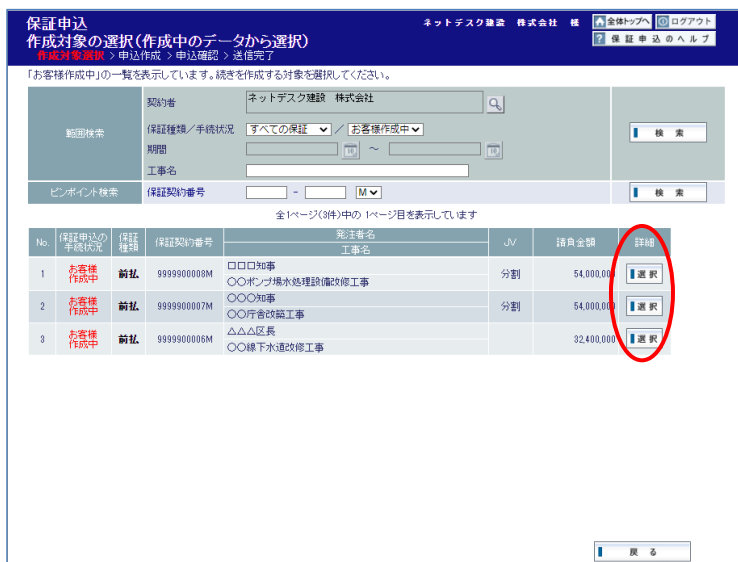 保証申込
ネットデスク建設 株式会社 様
全体トップへ
ログアウト
作成対象の選択(作成中のデータから選択)
? 保証申込のヘルプ
作成対象選択 > 申込作成 > 申込確認 > 送信完了
「お客様作成中」の一覧を表示しています。続きを作成する対象を選択してください。
範囲検索
契約者
ネットデスク建設 株式会社
保証種類/手続状況
すべての保証 / お客様作成中
期間
~
工事名
検 索
ピンポイント検索
保証契約番号
- M
検 索
全1ページ(3件)中の 1ページ目を表示しています
No.
保証申込の
手続状況
保証
種類
保証契約番号
発注者名
工事名
JV
請負金額
詳細
1
お客様
作成中
前払
9999900008M
□□□知事
○○ポンプ場水処理設備改修工事
分割
54,000,000
選 択
2
お客様
作成中
前払
9999900007M
○○○知事
○○庁舎改築工事
分割
54,000,000
選 択
3
お客様
作成中
前払
9999900006M
△△△区長
○○線下水道改修工事
32,400,000
選 択
戻 る